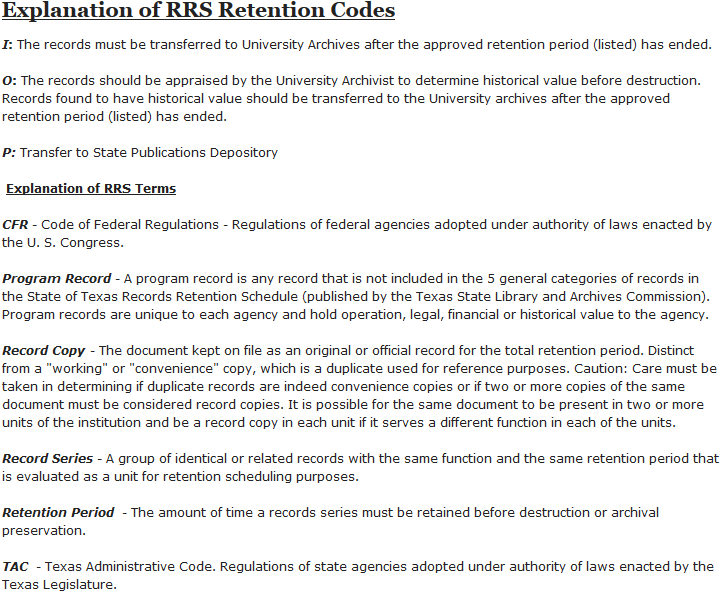 Explanation of RRS Retention Codes
I: The records must be transferred to University Archives after the approved retention period (listed) has ended.
O: The records should be appraised by the University Archivist to determine historical value before destruction.
Records found to have historical value should be transferred to the University archives after the approved
retention period (listed) has ended.
P: Transfer to State Publications Depository
Explanation of RRS Terms
CFR - Code of Federal Regulations - Regulations of federal agencies adopted under authority of laws enacted by
the U. S. Congress.
Program Record - A program record is any record that is not included in the 5 general categories of records in
the State of Texas Records Retention Schedule (published by the Texas State Library and Archives Commission).
Program records are unique to each agency and hold operation, legal, financial or historical value to the agency.
Record Copy - The document kept on file as an original or official record for the total retention period. Distinct
from a "working" or "convenience" copy, which is a duplicate used for reference purposes. Caution: Care must be
taken in determining if duplicate records are indeed convenience copies or if two or more copies of the same
document must be considered record copies. It is possible for the same document to be present in two or more
units of the institution and be a record copy in each unit if it serves a different function in each of the units.
Record Series - A group of identical or related records with the same function and the same retention period that
is evaluated as a unit for retention scheduling purposes.
Retention Period - The amount of time a records series must be retained before destruction or archival
preservation.
TAC - Texas Administrative Code. Regulations of state agencies adopted under authority of laws enacted by the
Texas Legislature.